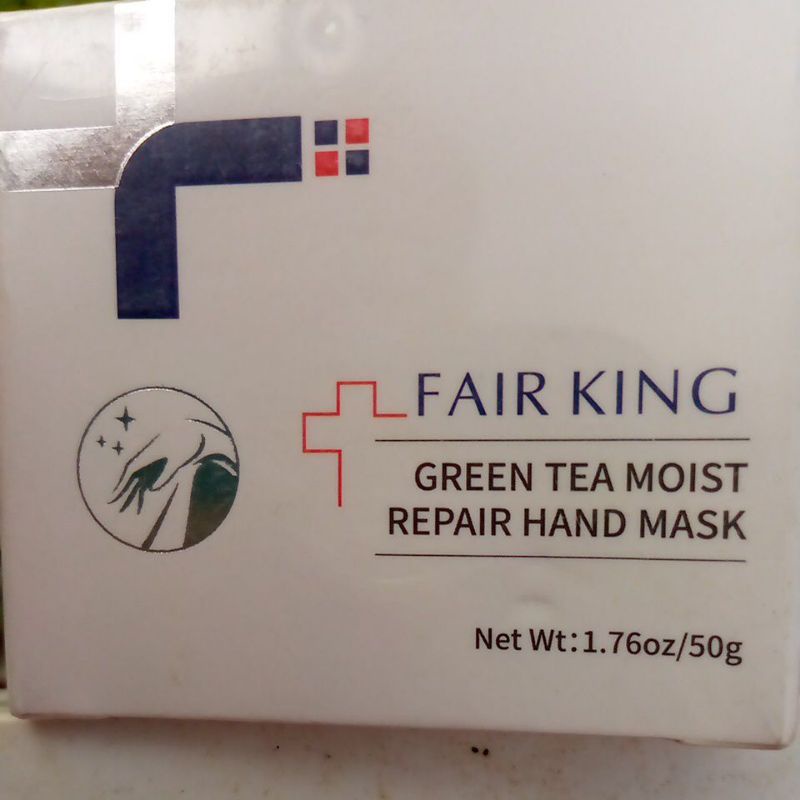 FAIR KING
GREEN TEA MOIST
REPAIR HAND MASK
Net Wt:1.76oz/50g